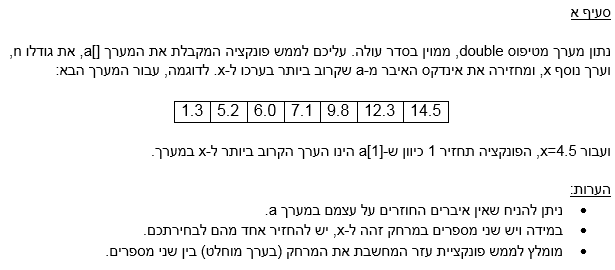 סעיף א
נתון מערך מטיפוס double, ממוין בסדר עולה. עליכם לממש פונקציה המקבלת את המערך a[], את גודלו n,
וערך נוסף x, ומחזירה את אינדקס האיבר מ-a שקרוב ביותר בערכו ל-x. לדוגמה, עבור המערך הבא:
1.3 5.2 6.0 7.1 9.8 12.3 14.5
ועבור x=4.5, הפונקציה תחזיר 1 כיוון ש-a[1] הינו הערך הקרוב ביותר ל-x במערך.
הערות:
• ניתן להניח שאין איברים החוזרים על עצמם במערך a.
• במידה ויש שני מספרים במרחק זהה ל-x, יש להחזיר אחד מהם לבחירתכם.
• מומלץ לממש פונקציית עזר המחשבת את המרחק (בערך מוחלט) בין שני מספרים.